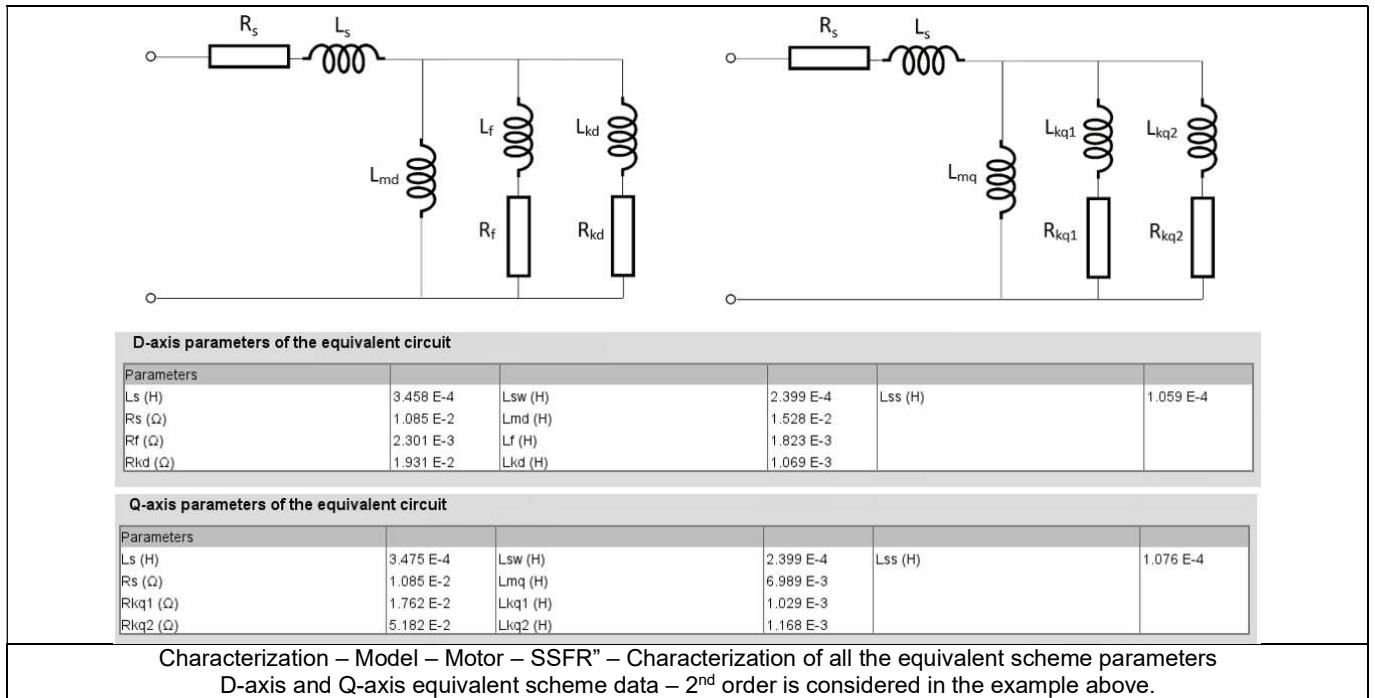 Rs Ls
Lmd
Lf
Lkd
Rf
Rkd
Rs Ls
Lmq
Lkq1
Lkq2
Rkq1
Rkq2
D-axis parameters of the equivalent circuit
Parameters
Ls (H) 3.458 E-4 Lsw (H) 2.399 E-4 Lss (H) 1.059 E-4
Rs (Ω) 1.085 E-2 Lmd (H) 1.528 E-2
Rf (Ω) 2.301 E-3 Lf (H) 1.823 E-3
Rkd (Ω) 1.931 E-2 Lkd (H) 1.069 E-3
Q-axis parameters of the equivalent circuit
Parameters
Ls (H) 3.475 E-4 Lsw (H) 2.399 E-4 Lss (H) 1.076 E-4
Rs (Ω) 1.085 E-2 Lmq (H) 6.989 E-3
Rkq1 (Ω) 1.762 E-2 Lkq1 (H) 1.029 E-3
Rkq2 (Ω) 5.182 E-2 Lkq2 (H) 1.168 E-3
Characterization – Model – Motor – SSFR” – Characterization of all the equivalent scheme parameters
D-axis and Q-axis equivalent scheme data – 2nd order is considered in the example above.